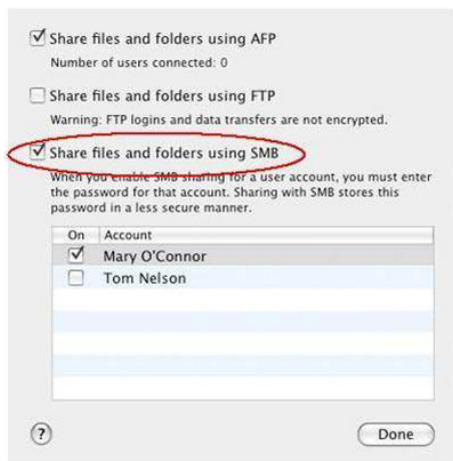 Share files and folders using AFP
Number of users connected: 0
Share files and folders using FTP
Warning: FTP logins and data transfers are not encrypted.
Share files and folders using SMB
When you enable SMB sharing for a user account, you must enter
the password for that account. Sharing with SMB stores this
password in a less secure manner.
On Account
Mary O'Connor
Tom Nelson
? Done